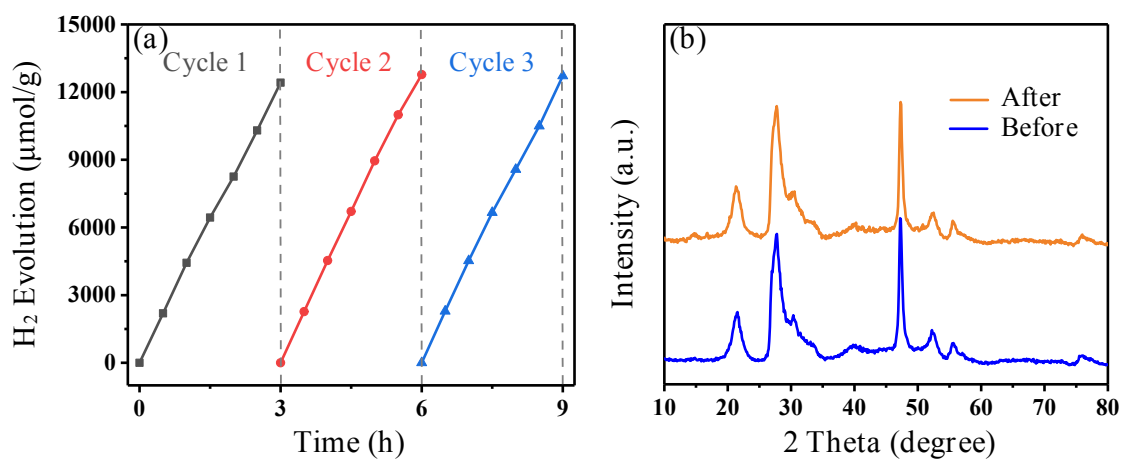 (a)
Cycle 1 Cycle 2 Cycle 3
15000
12000
9000
6000
3000
0
H₂ Evolution (μmol/g)
0 3 6 9
Time (h)
(b)
After
Before
Intensity (a.u.)
10 20 30 40 50 60 70 80
2 Theta (degree)